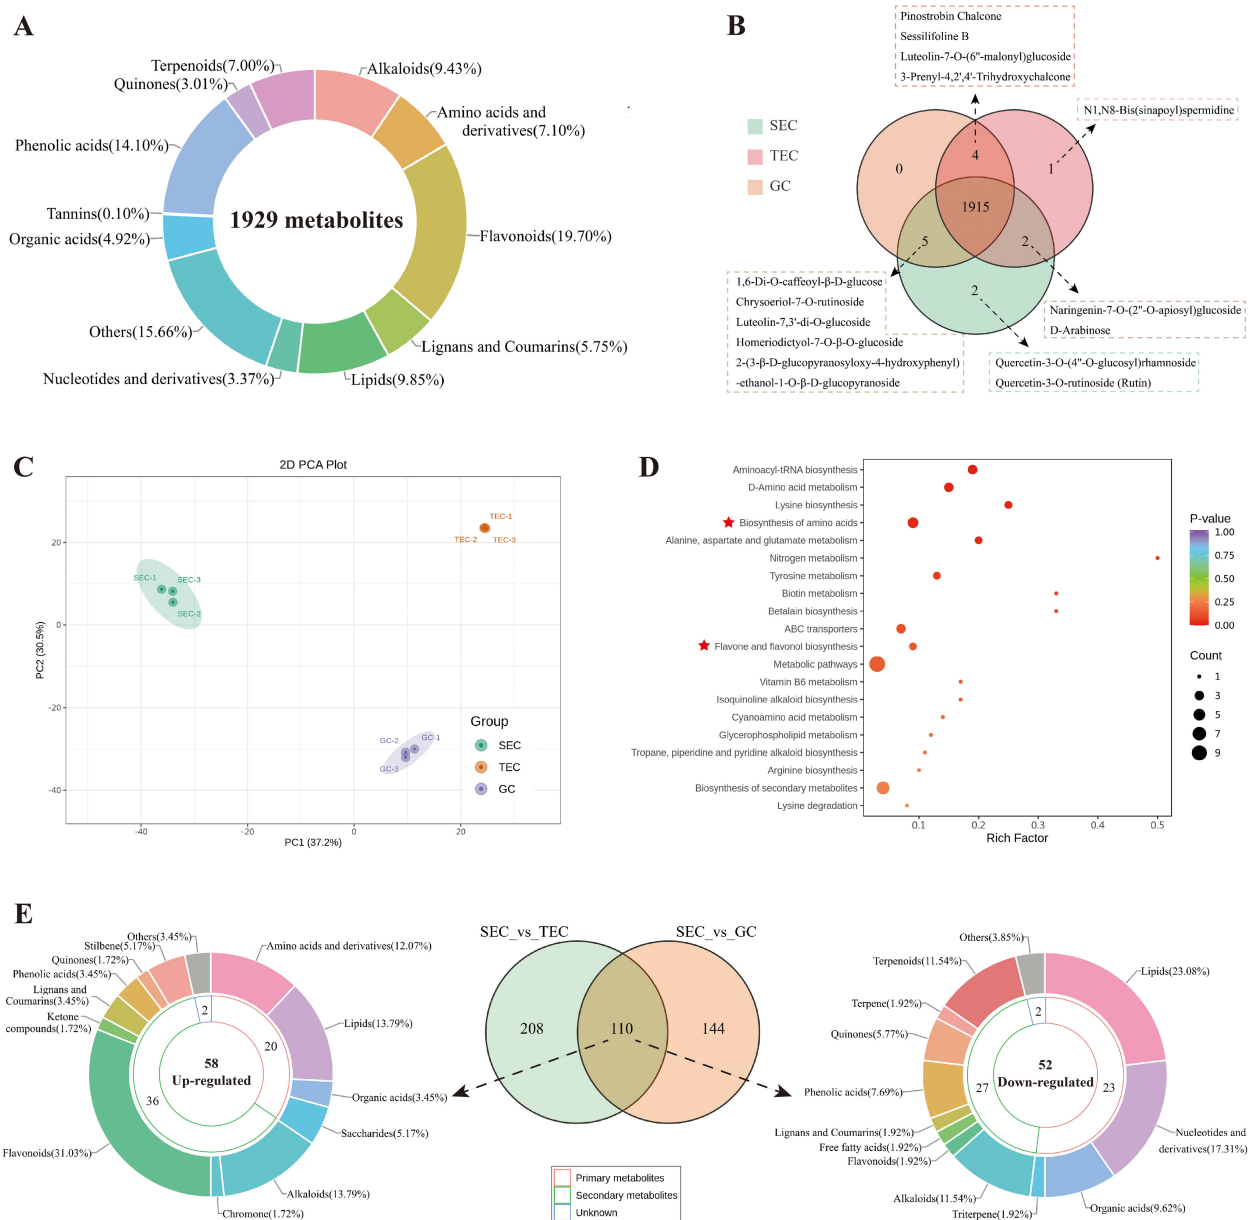 A
Terpenoids(7.00%)
Alkaloids(9.43%)
Quinones(3.01%)
Amino acids and
derivatives(7.10%)
Phenolic acids(14.10%)
Tannins(0.10%)
1929 metabolites
Organic acids(4.92%)
Flavonoids(19.70%)
Others(15.66%)
Lignans and Coumarins(5.75%)
Nucleotides and derivatives(3.37%)
Lipids(9.85%)
B
Pinostrobin Chalcone
Sessilifoline B
Luteolin-7-O-(6"-malonyl)glucoside
3-Prenyl-4,2',4'-Trihydroxychalcone
N1,N8-Bis(sinapoyl)spermidine
SEC
TEC
GC
0
4
1
1915
5
2
2
1,6-Di-O-caffeoyl-β-D-glucose
Chrysoeriol-7-O-rutinoside
Luteolin-7,3'-di-O-glucoside
Homeriodictyol-7-O-β-O-glucoside
2-(3-β-D-glucopyranosyloxy-4-hydroxyphenyl)
-ethanol-1-O-β-D-glucopyranoside
Naringenin-7-O-(2"-O-apiosyl)glucoside
D-Arabinose
Quercetin-3-O-(4"-O-glucosyl)rhamnoside
Quercetin-3-O-rutinoside (Rutin)
C
2D PCA Plot
TEC-1
TEC-2
TEC-3
SEC-1
SEC-3
SEC-2
GC-2
GC-1
GC-3
Group
SEC
TEC
GC
20
0
-20
-40
PC2 (30.5%)
-40
-20
0
20
PC1 (37.2%)
D
Aminoacyl-tRNA biosynthesis
D-Amino acid metabolism
Lysine biosynthesis
Biosynthesis of amino acids
Alanine, aspartate and glutamate metabolism
Nitrogen metabolism
Tyrosine metabolism
Biotin metabolism
Betalain biosynthesis
ABC transporters
Flavone and flavonol biosynthesis
Metabolic pathways
Vitamin B6 metabolism
Isoquinoline alkaloid biosynthesis
Cyanoamino acid metabolism
Glycerophospholipid metabolism
Tropane, piperidine and pyridine alkaloid biosynthesis
Arginine biosynthesis
Biosynthesis of secondary metabolites
Lysine degradation
0.1
0.2
0.3
0.4
0.5
Rich Factor
P-value
1.00
0.75
0.50
0.25
0.00
Count
1
3
5
7
9
E
Others(3.45%)
Stilbene(5.17%)
Quinones(1.72%)
Phenolic acids(3.45%)
Lignans and
Coumarins(3.45%)
Ketone
compounds(1.72%)
Amino acids and derivatives(12.07%)
Lipids(13.79%)
Organic acids(3.45%)
Saccharides(5.17%)
Alkaloids(13.79%)
Chromone(1.72%)
Flavonoids(31.03%)
2
20
36
58
Up-regulated
SEC_vs_TEC
SEC_vs_GC
208
110
144
Primary metabolites
Secondary metabolites
Unknown
Others(3.85%)
Terpenoids(11.54%)
Lipids(23.08%)
Terpene(1.92%)
Quinones(5.77%)
Phenolic acids(7.69%)
Lignans and Coumarins(1.92%)
Free fatty acids(1.92%)
Flavonoids(1.92%)
Alkaloids(11.54%)
Triterpene(1.92%)
Organic acids(9.62%)
Nucleotides and
derivatives(17.31%)
2
27
23
52
Down-regulated